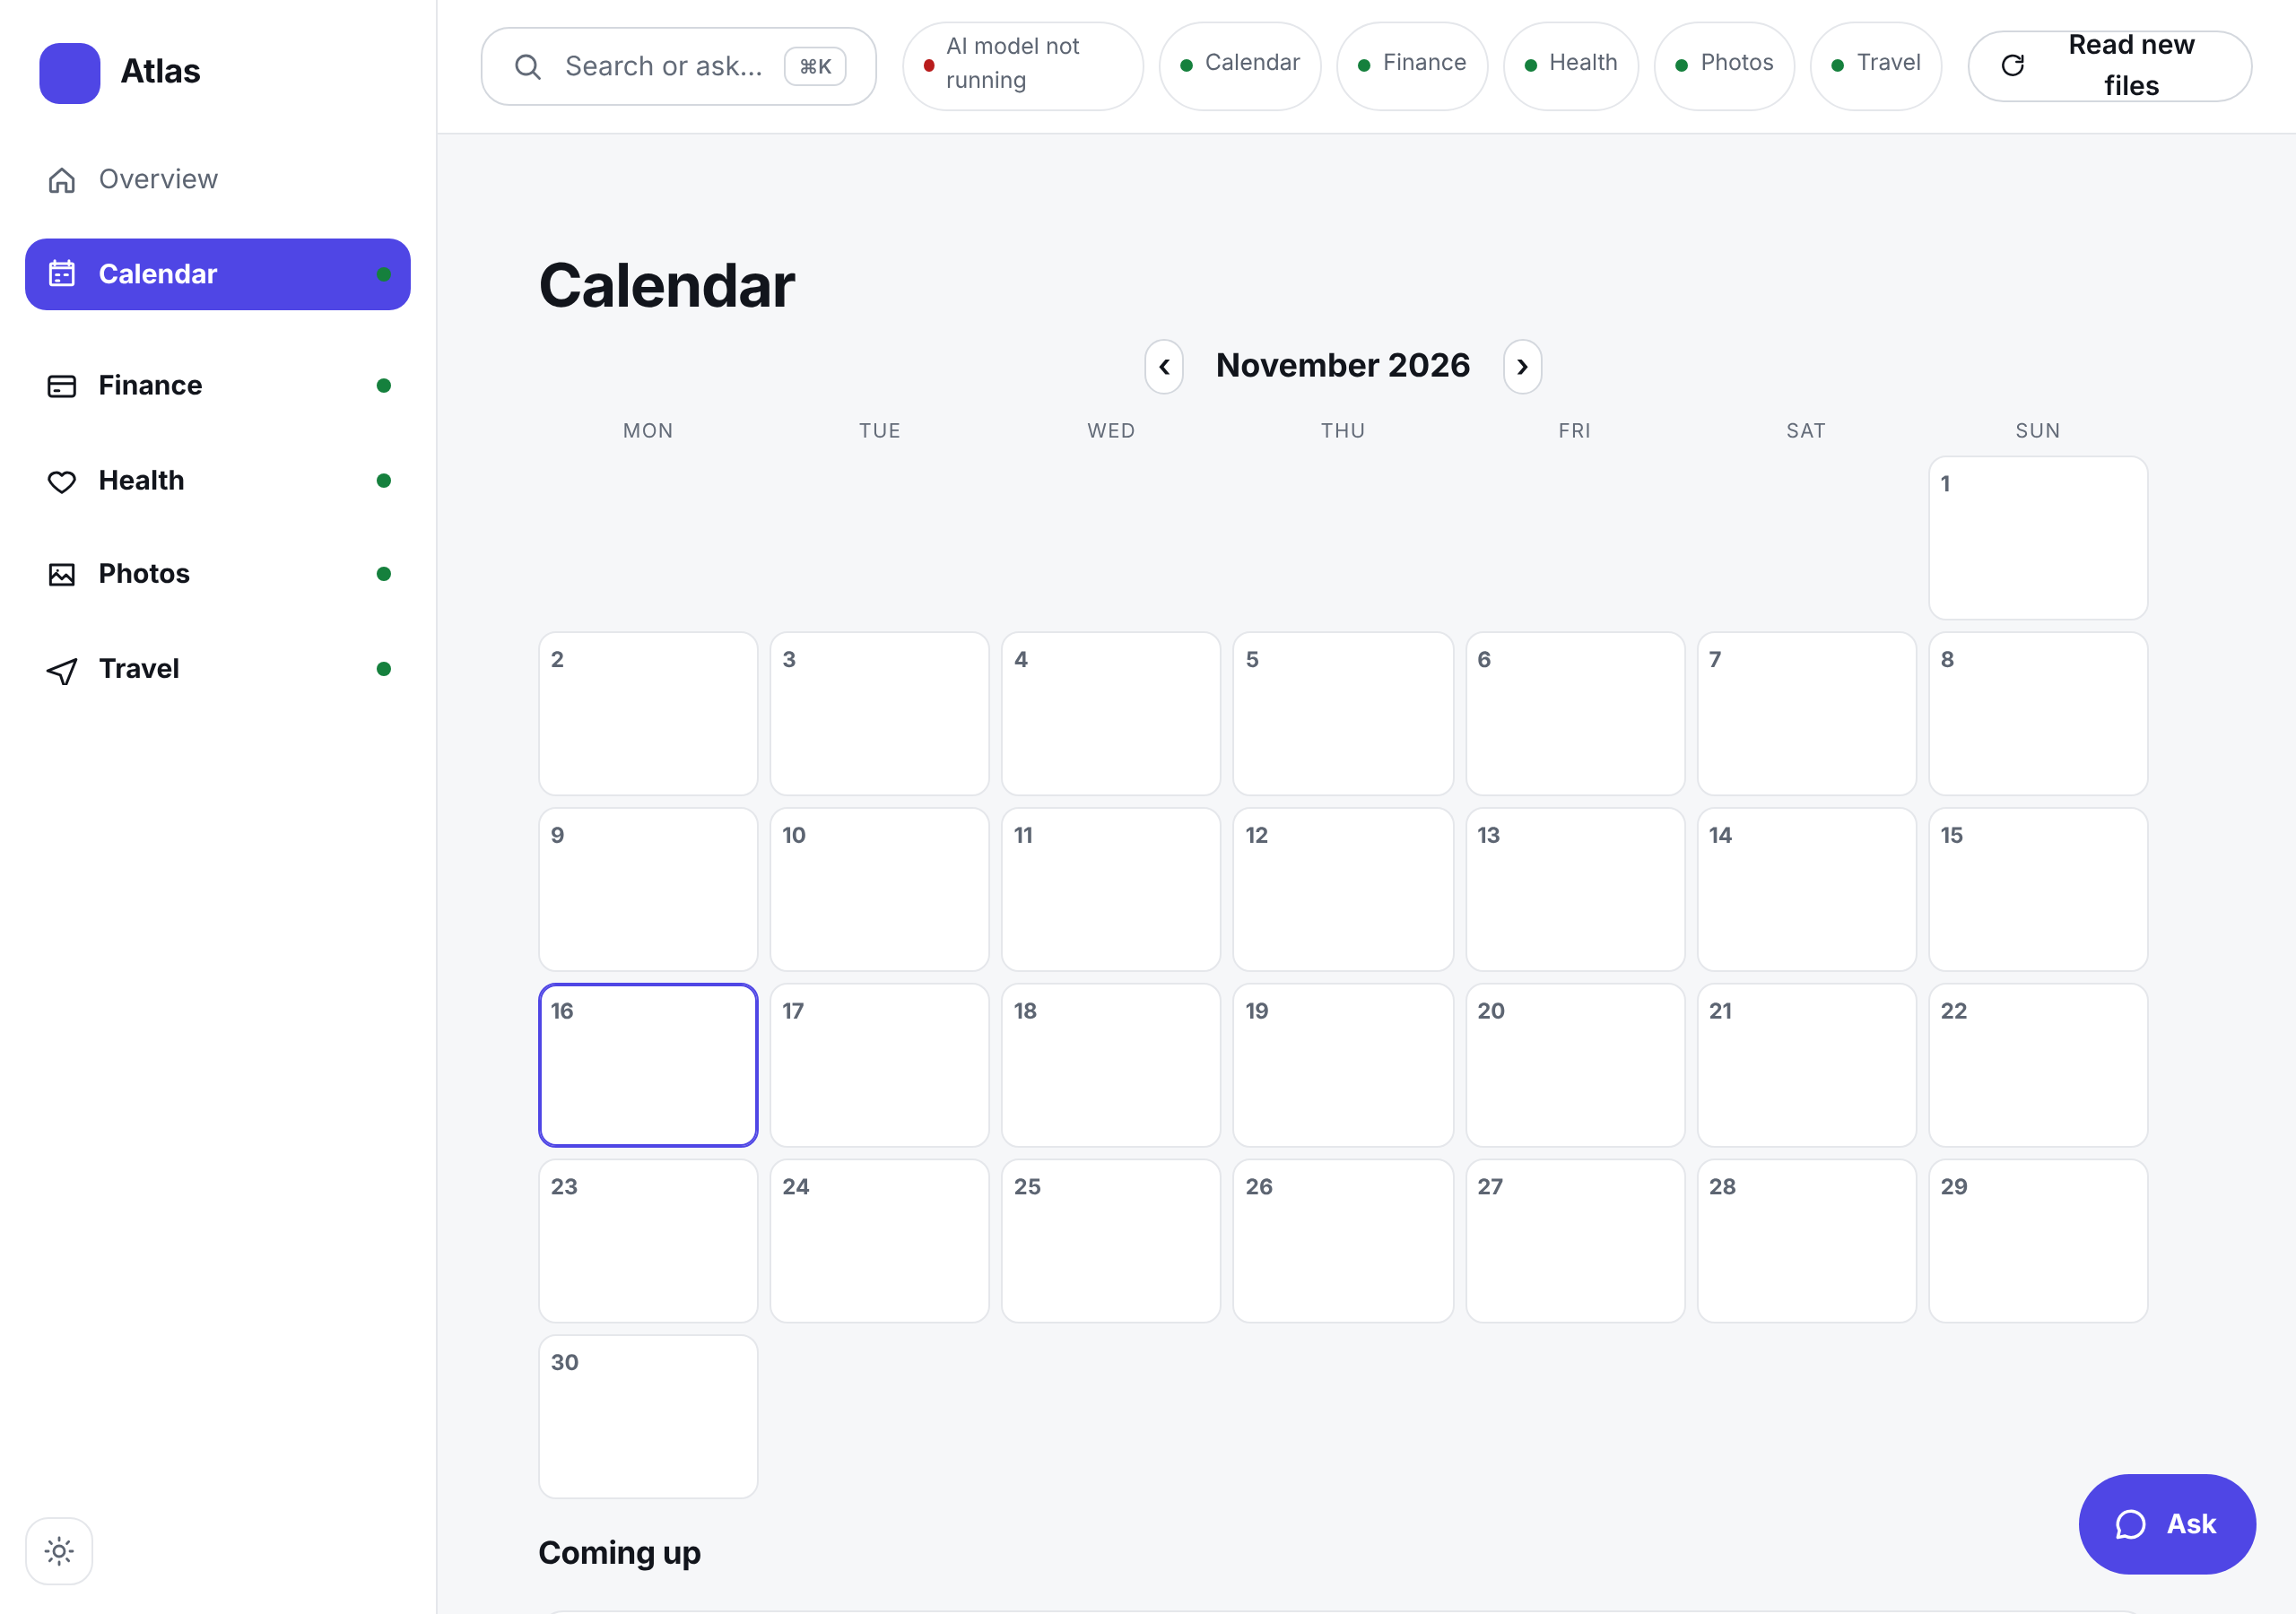 Atlas
Overview
Calendar
Finance
Health
Photos
Travel
Search or ask... ⌘K
AI model not
running
Calendar
Finance
Health
Photos
Travel
Read new
files
Calendar
‹ November 2026 ›
MON TUE WED THU FRI SAT SUN
1
2 3 4 5 6 7 8
9 10 11 12 13 14 15
16 17 18 19 20 21 22
23 24 25 26 27 28 29
30
Coming up
Ask